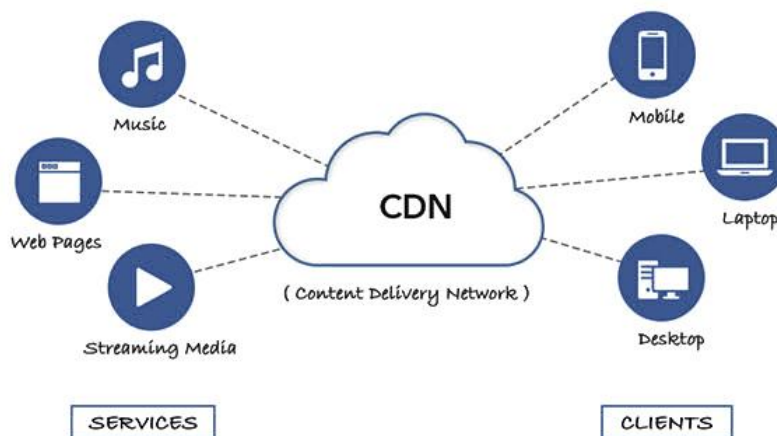 Music
Mobile
CDN
Web Pages
Laptop
( Content Delivery Network )
Streaming Media
Desktop
SERVICES
CLIENTS